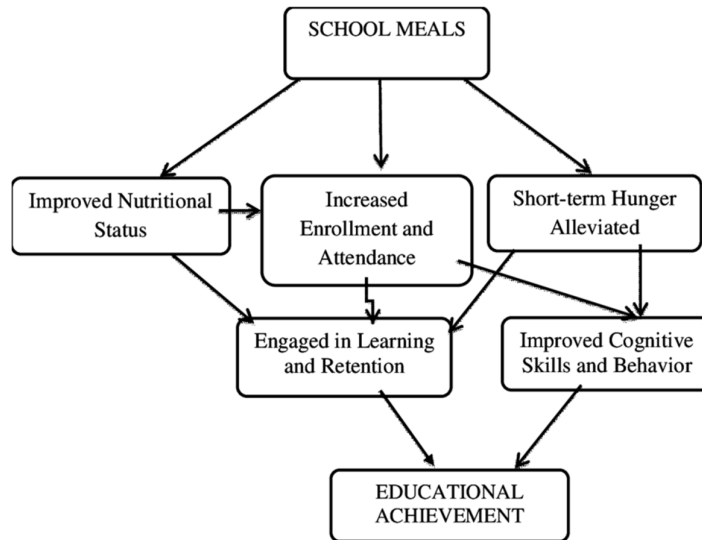 SCHOOL MEALS
Improved Nutritional
Status
Increased
Enrollment and
Attendance
Short-term Hunger
Alleviated
Engaged in Learning
and Retention
Improved Cognitive
Skills and Behavior
EDUCATIONAL
ACHIEVEMENT